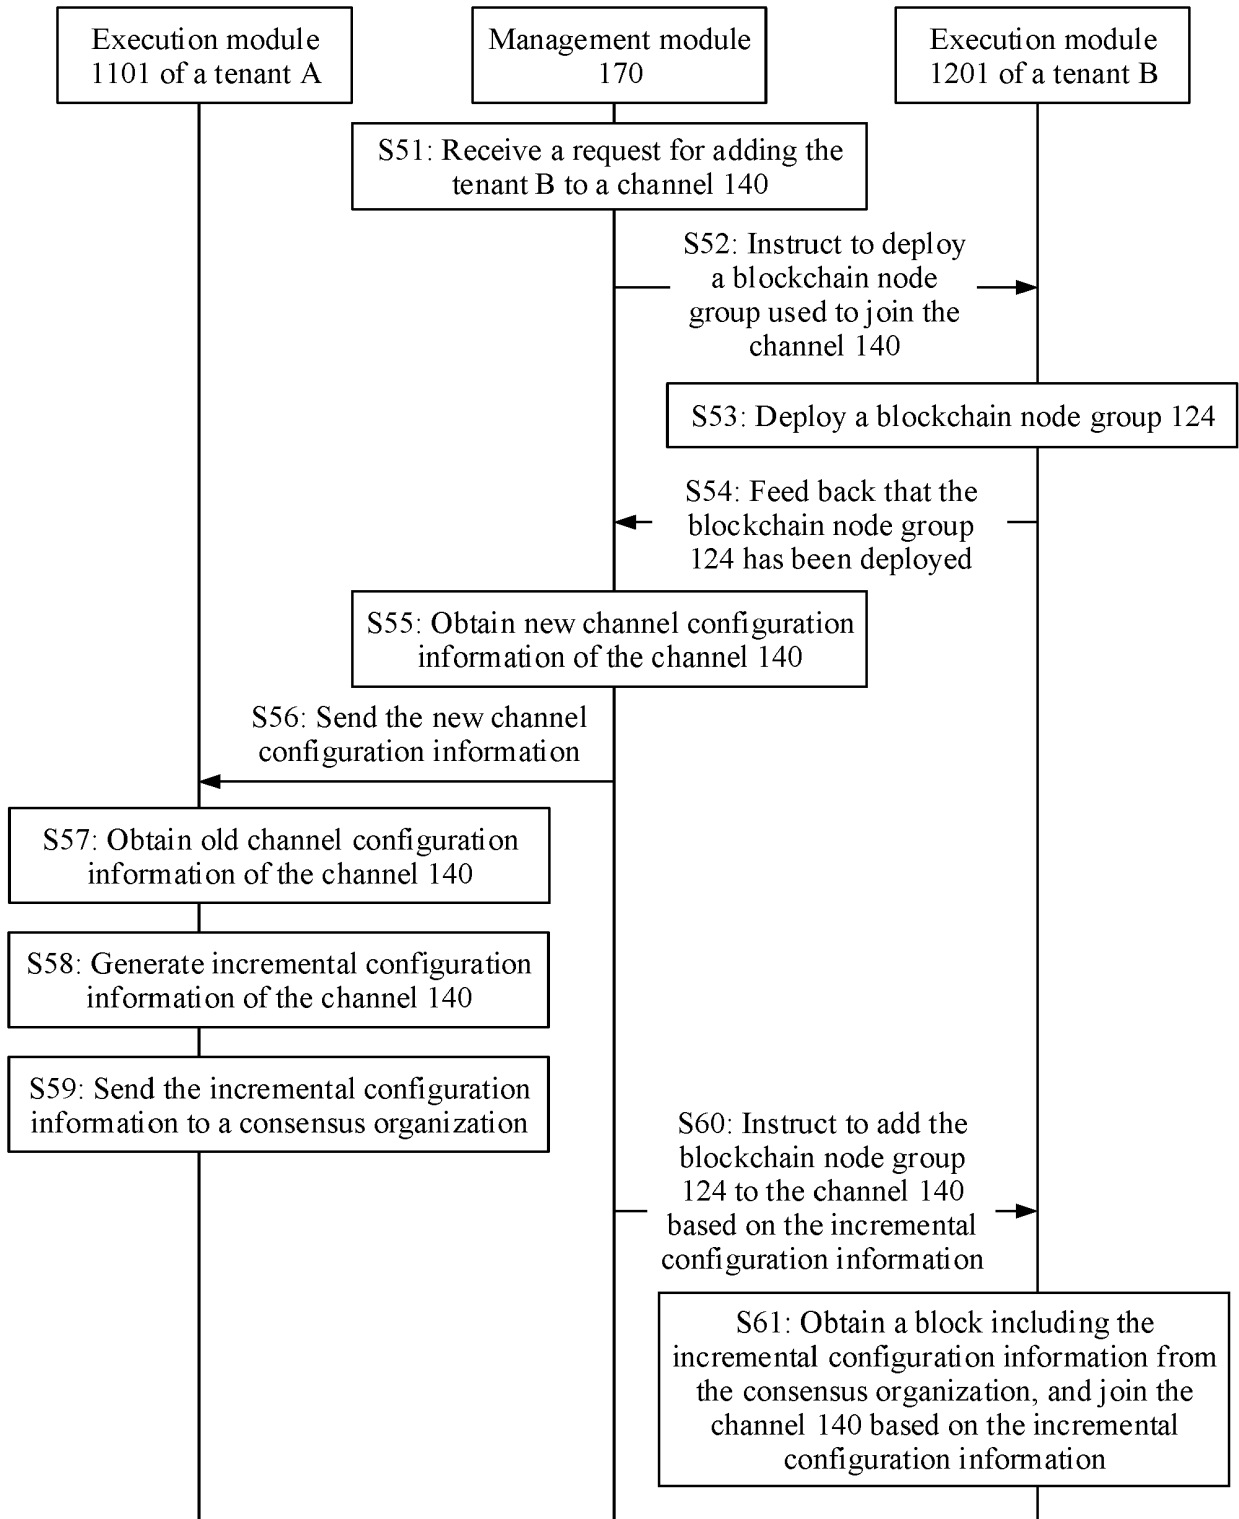 Execution module
1101 of a tenant A
Management module
170
Execution module
1201 of a tenant B
S51: Receive a request for adding the
tenant B to a channel 140
S52: Instruct to deploy
a blockchain node
group used to join the
channel 140
S53: Deploy a blockchain node group 124
S54: Feed back that the
blockchain node group
124 has been deployed
S55: Obtain new channel configuration
information of the channel 140
S56: Send the new channel
configuration information
S57: Obtain old channel configuration
information of the channel 140
S58: Generate incremental configuration
information of the channel 140
S59: Send the incremental configuration
information to a consensus organization
S60: Instruct to add the
blockchain node group
124 to the channel 140
based on the incremental
configuration information
S61: Obtain a block including the
incremental configuration information from
the consensus organization, and join the
channel 140 based on the incremental
configuration information